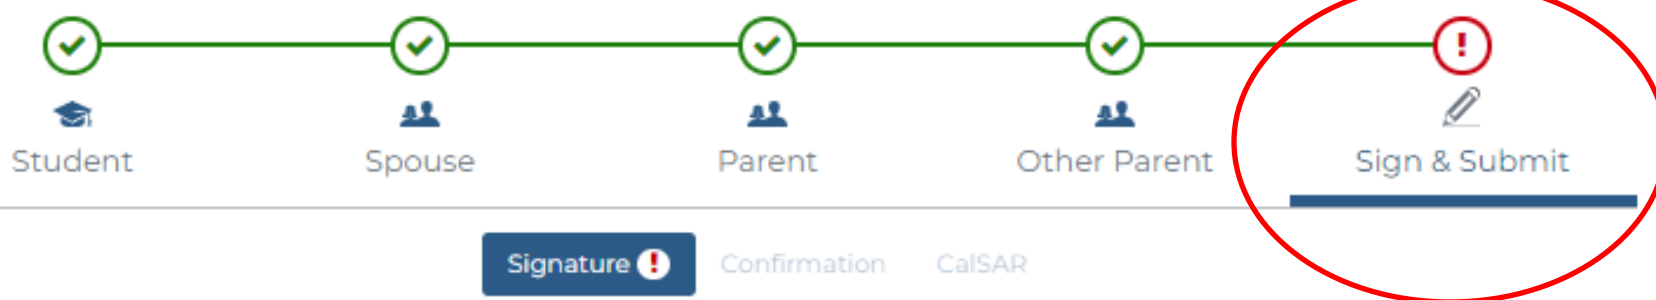 Student Spouse Parent Other Parent Sign & Submit
Signature ! Confirmation CalSAR